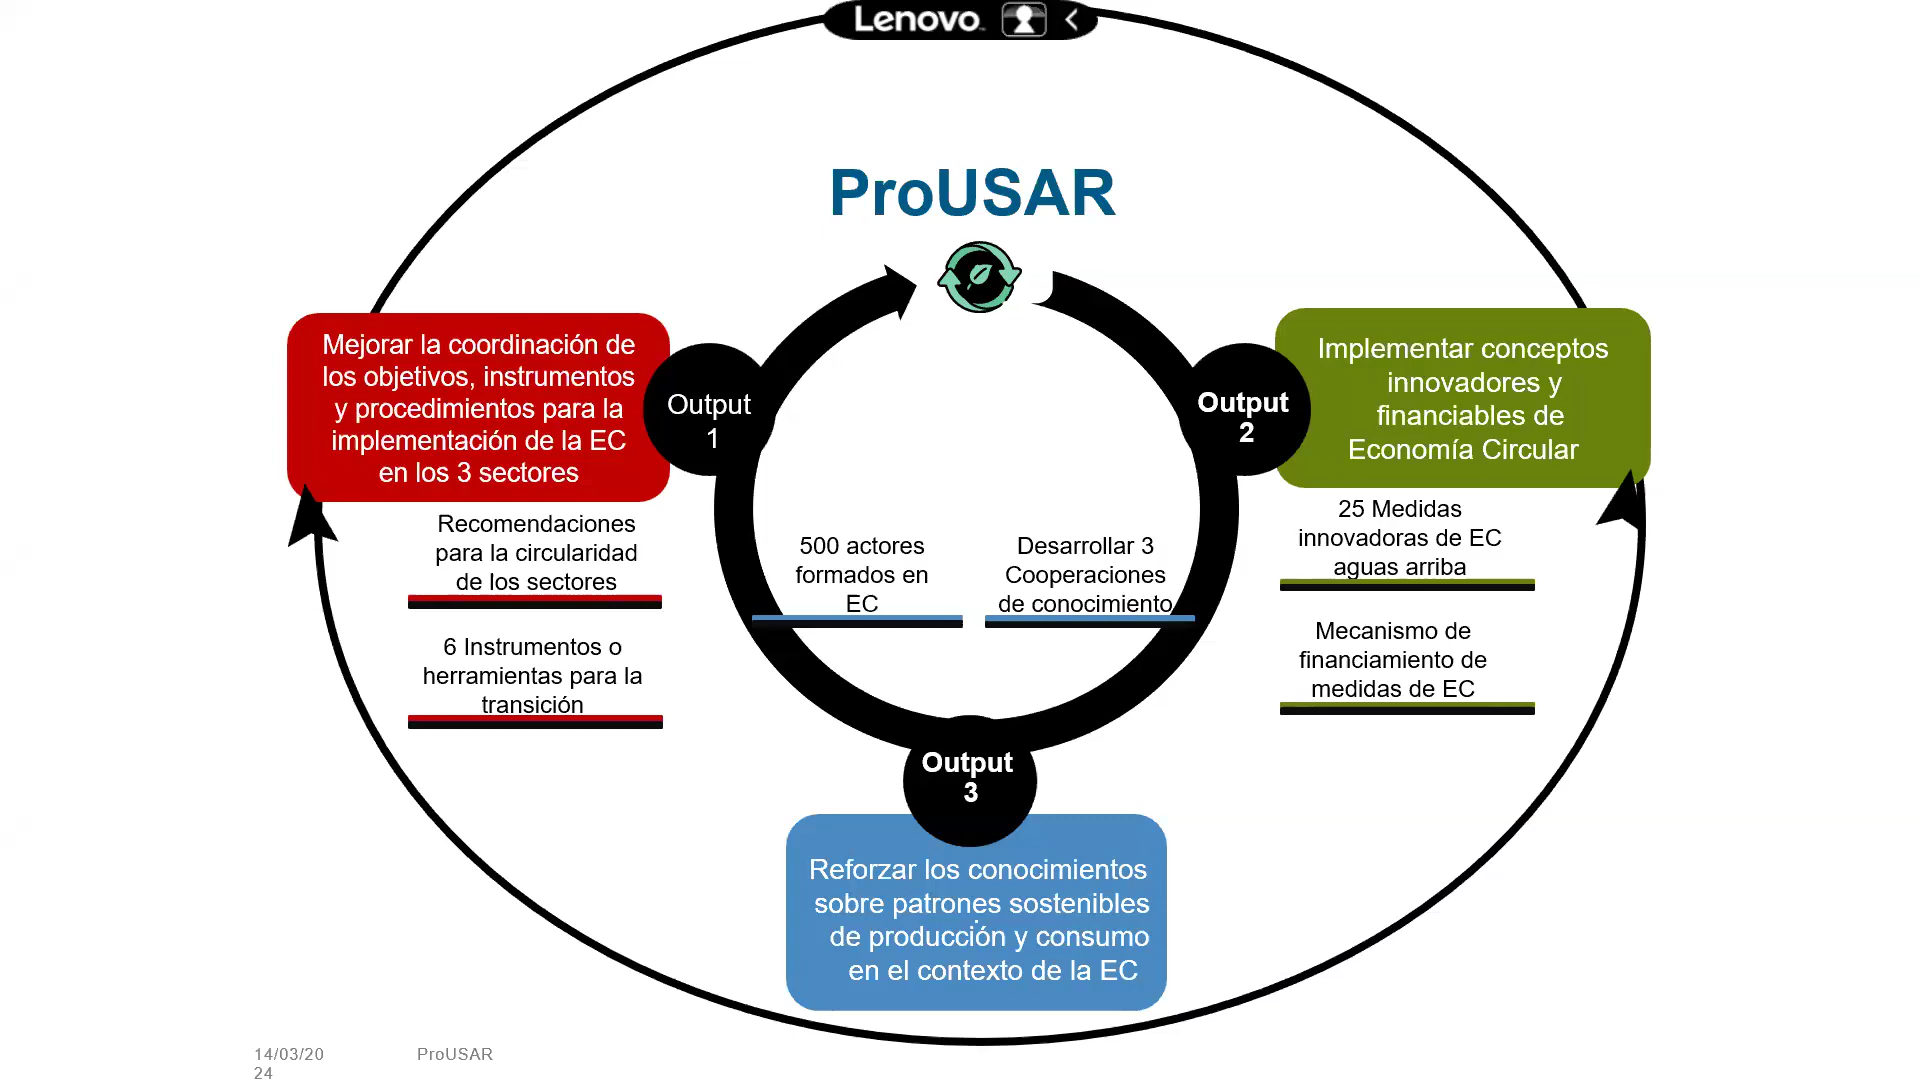 Lenovo
ProUSAR
Mejorar la coordinación de
los objetivos, instrumentos
y procedimientos para la
implementación de la EC
en los 3 sectores
Output
1
Recomendaciones
para la circularidad
de los sectores
6 Instrumentos o
herramientas para la
transición
500 actores
formados en
EC
Desarrollar 3
Cooperaciones
de conocimiento
Output
2
Implementar conceptos
innovadores y
financiables de
Economía Circular
25 Medidas
innovadoras de EC
aguas arriba
Mecanismo de
financiamiento de
medidas de EC
Output
3
Reforzar los conocimientos
sobre patrones sostenibles
de producción y consumo
en el contexto de la EC
14/03/20
24
ProUSAR